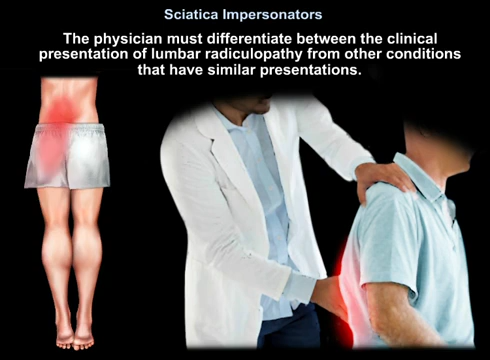 Sciatica Impersonators
The physician must differentiate between the clinical
presentation of lumbar radiculopathy from other conditions
that have similar presentations.